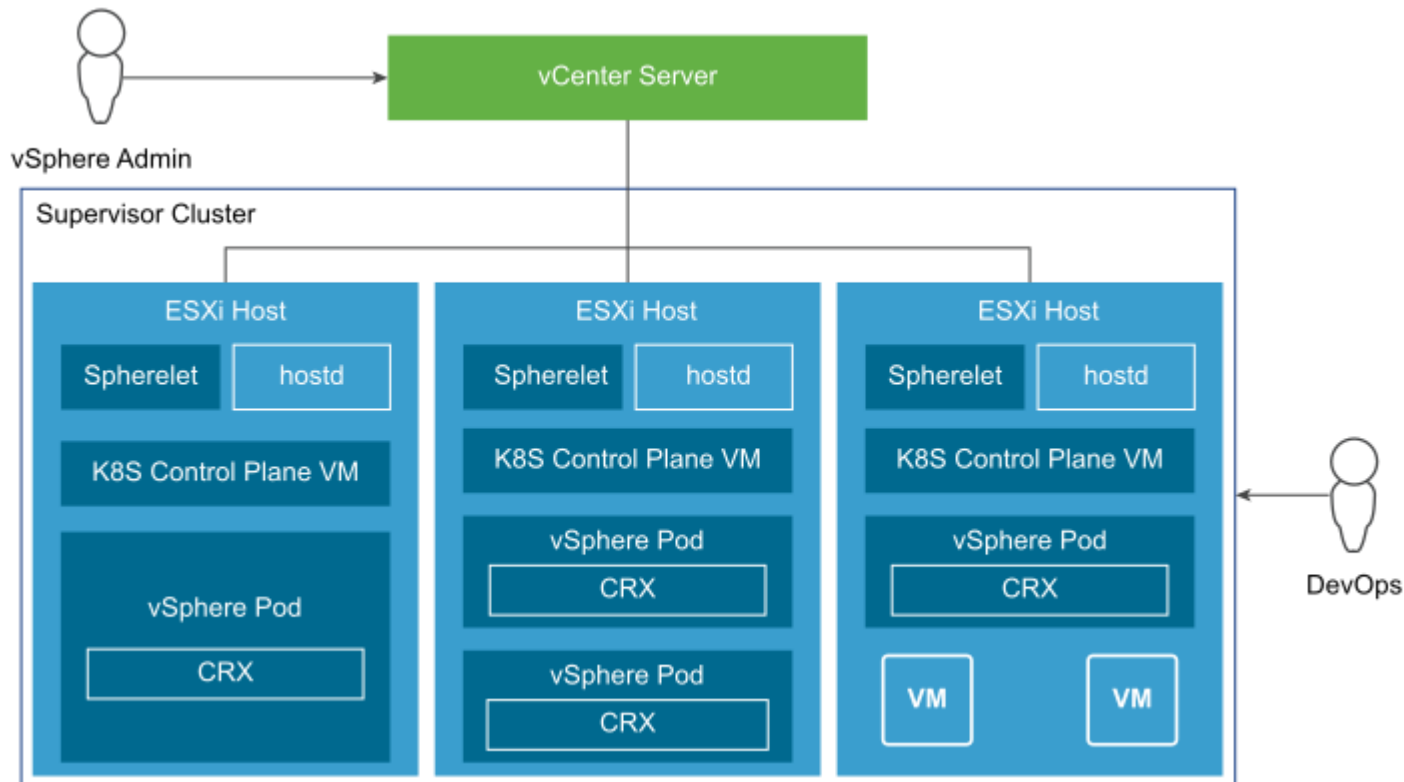 vCenter Server
vSphere Admin
Supervisor Cluster
ESXi Host
Spherelet
hostd
K8S Control Plane VM
vSphere Pod
CRX
ESXi Host
Spherelet
hostd
K8S Control Plane VM
vSphere Pod
CRX
vSphere Pod
CRX
ESXi Host
Spherelet
hostd
K8S Control Plane VM
vSphere Pod
CRX
VM
VM
DevOps